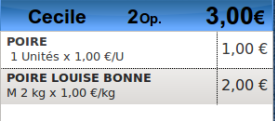 Cecile 2Op. 3,00€
POIRE
1 Unités x 1,00 €/U 1,00 €
POIRE LOUISE BONNE
M 2 kg x 1,00 €/kg 2,00 €